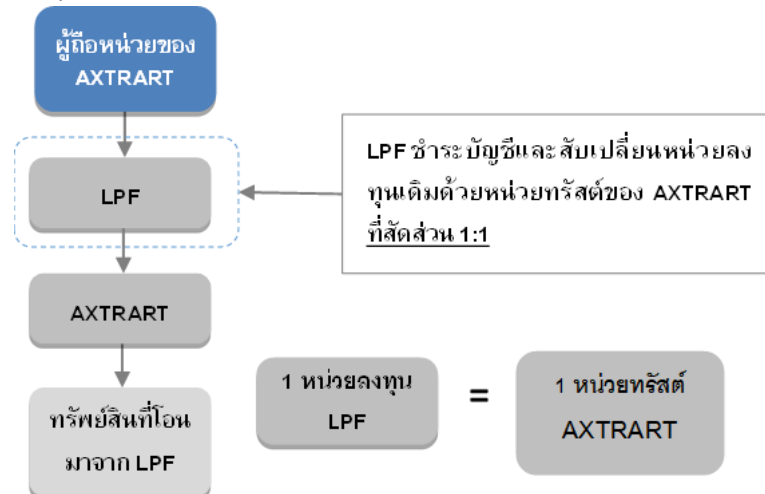 ผู้ถือหน่วยของ
AXTRART
LPF
LPF ชำระบัญชีและสับเปลี่ยนหน่วยลง
ทุนเดิมด้วยหน่วยทรัสต์ของ AXTRART
ที่สัดส่วน 1:1
AXTRART
ทรัพย์สินที่โอน
มาจาก LPF
1 หน่วยลงทุน
LPF
=
1 หน่วยทรัสต์
AXTRART